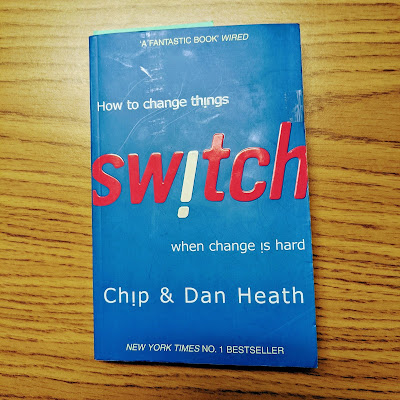 'A FANTASTIC BOOK' WIRED
How to change things
switch
when change is hard
Chip & Dan Heath
NEW YORK TIMES NO. 1 BESTSELLER